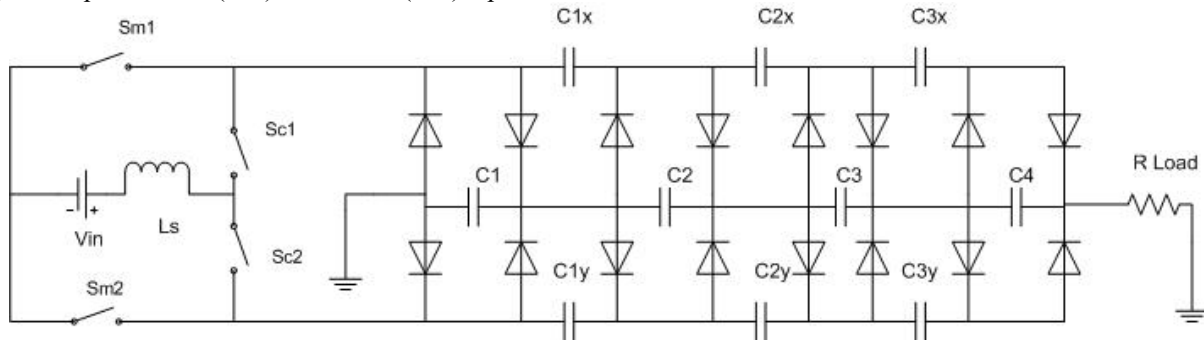 C1x C2x C3x
Sm1
Sc1
R Load
C1 C2 C3 C4
- +
Vin
Ls
Sc2
C1y C2y C3y
Sm2